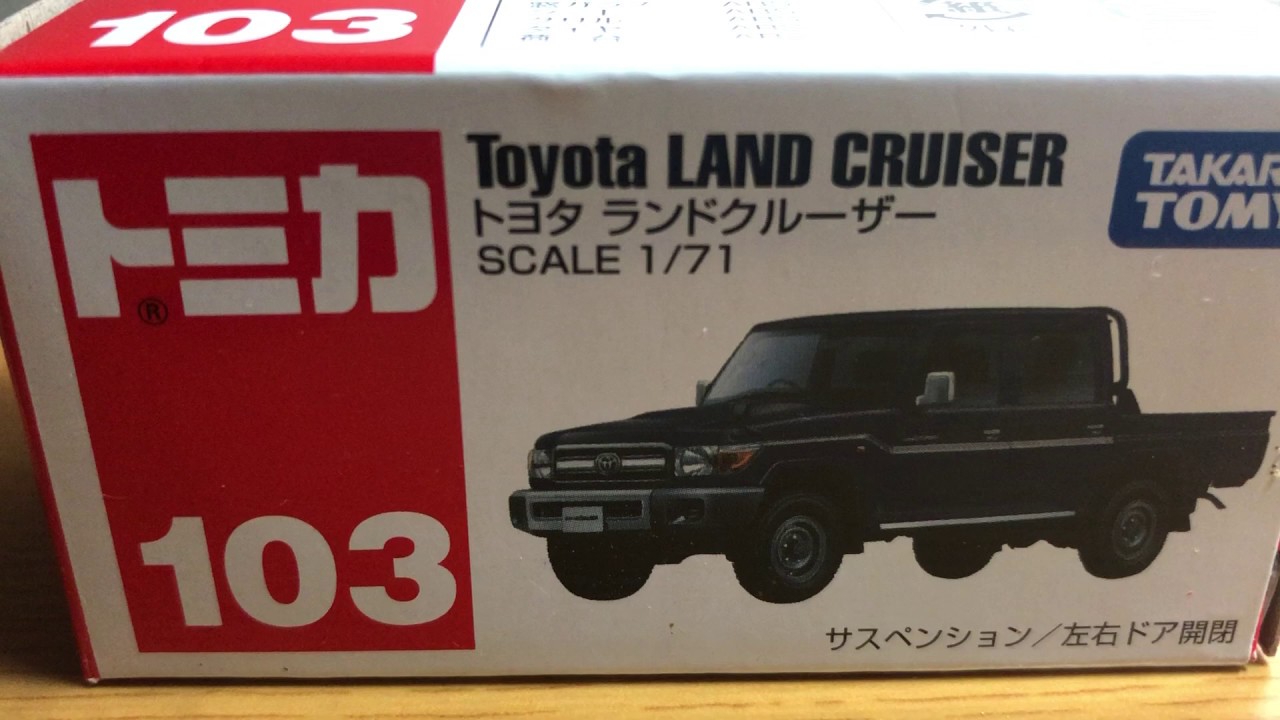 103
Toyota LAND CRUISER
トヨタ ランドクルーザー
SCALE 1/71
トミカ
®
103
TOMY
サスペンション／左右ドア開閉